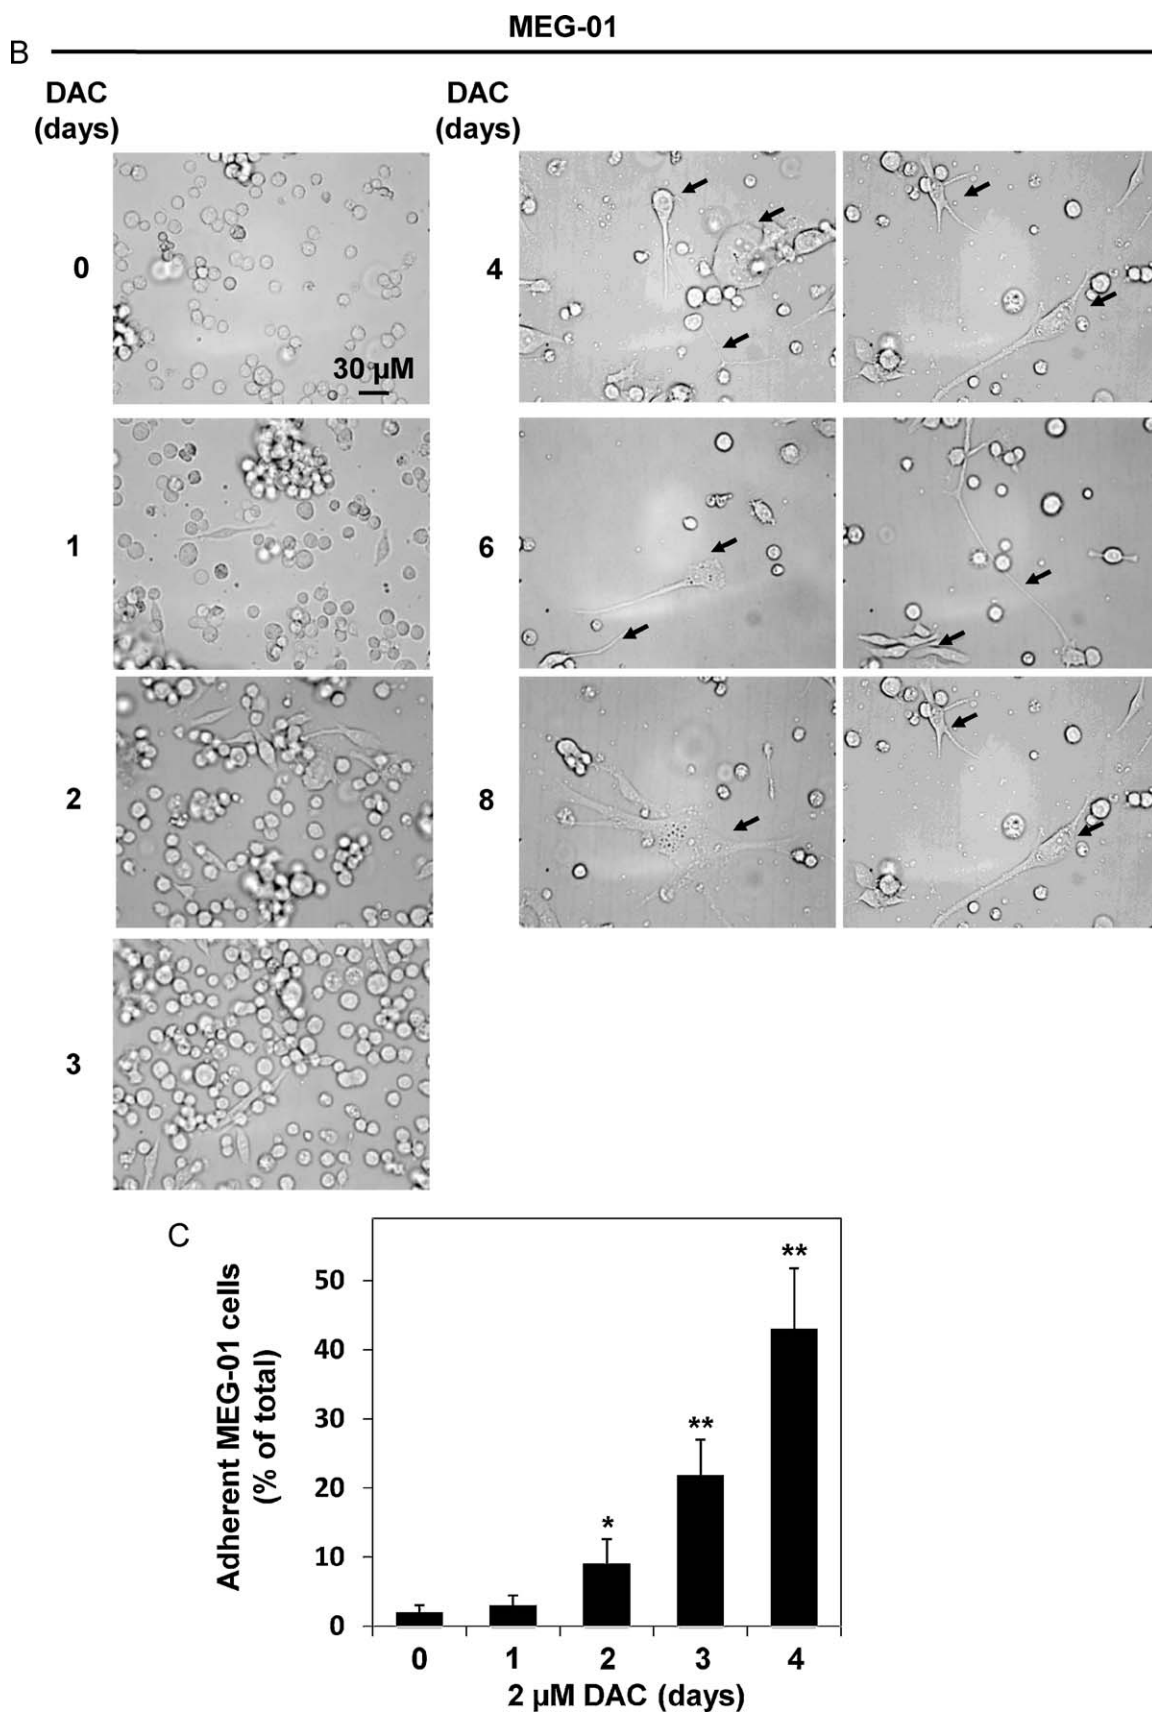 MEG-01
B
DAC
(days)
DAC
(days)
0
30 µM
4
1
6
2
8
3
C
Adherent MEG-01 cells
(% of total)
50
40
30
20
10
0
*
**
**
0 1 2 3 4
2 µM DAC (days)